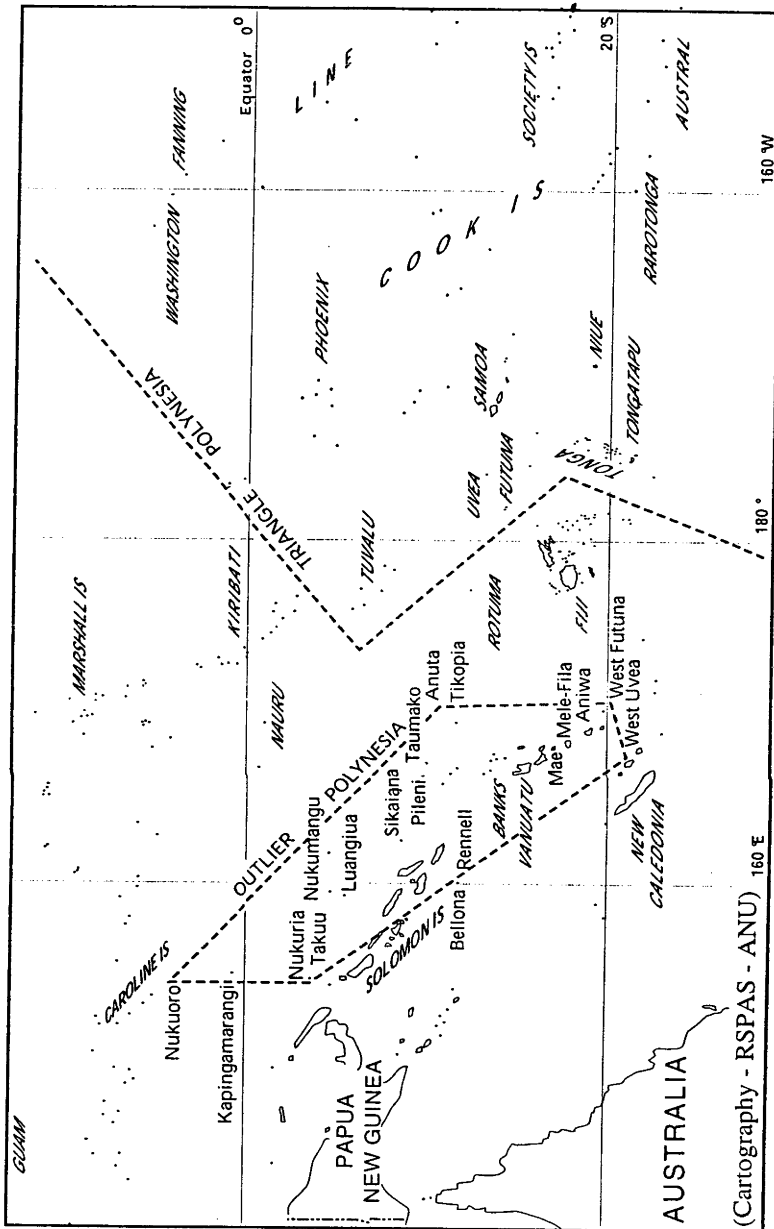 GUAM
CAROLINE IS
MARSHALL IS
KIRIBATI
NAURU
WASHINGTON
FANNING
Equator 0°
LINE
POLYNESIA
TRIANGLE
PHOENIX
TUVALU
COOK IS
SOCIETY IS
UVEA
FUTUNA
SAMOA
ROTUMA
FIJI
TONGA
NIUE
TONGATAPU
RAROTONGA
AUSTRAL
20°S
OUTLIER
POLYNESIA
Nukuoro
Kapingamarangi
Nukuria
Takuu
Nukumangu
Luangiua
Sikaiana
Pileni
Taumako
Anuta
Tikopia
SOLOMON IS
Bellona
Rennell
BANKS
VANUATU
Mae
Mele-Fila
Aniwa
West Futuna
West Uvea
NEW
CALEDONIA
PAPUA
NEW GUINEA
AUSTRALIA
160°E
180°
160°W
(Cartography - RSPAS - ANU)